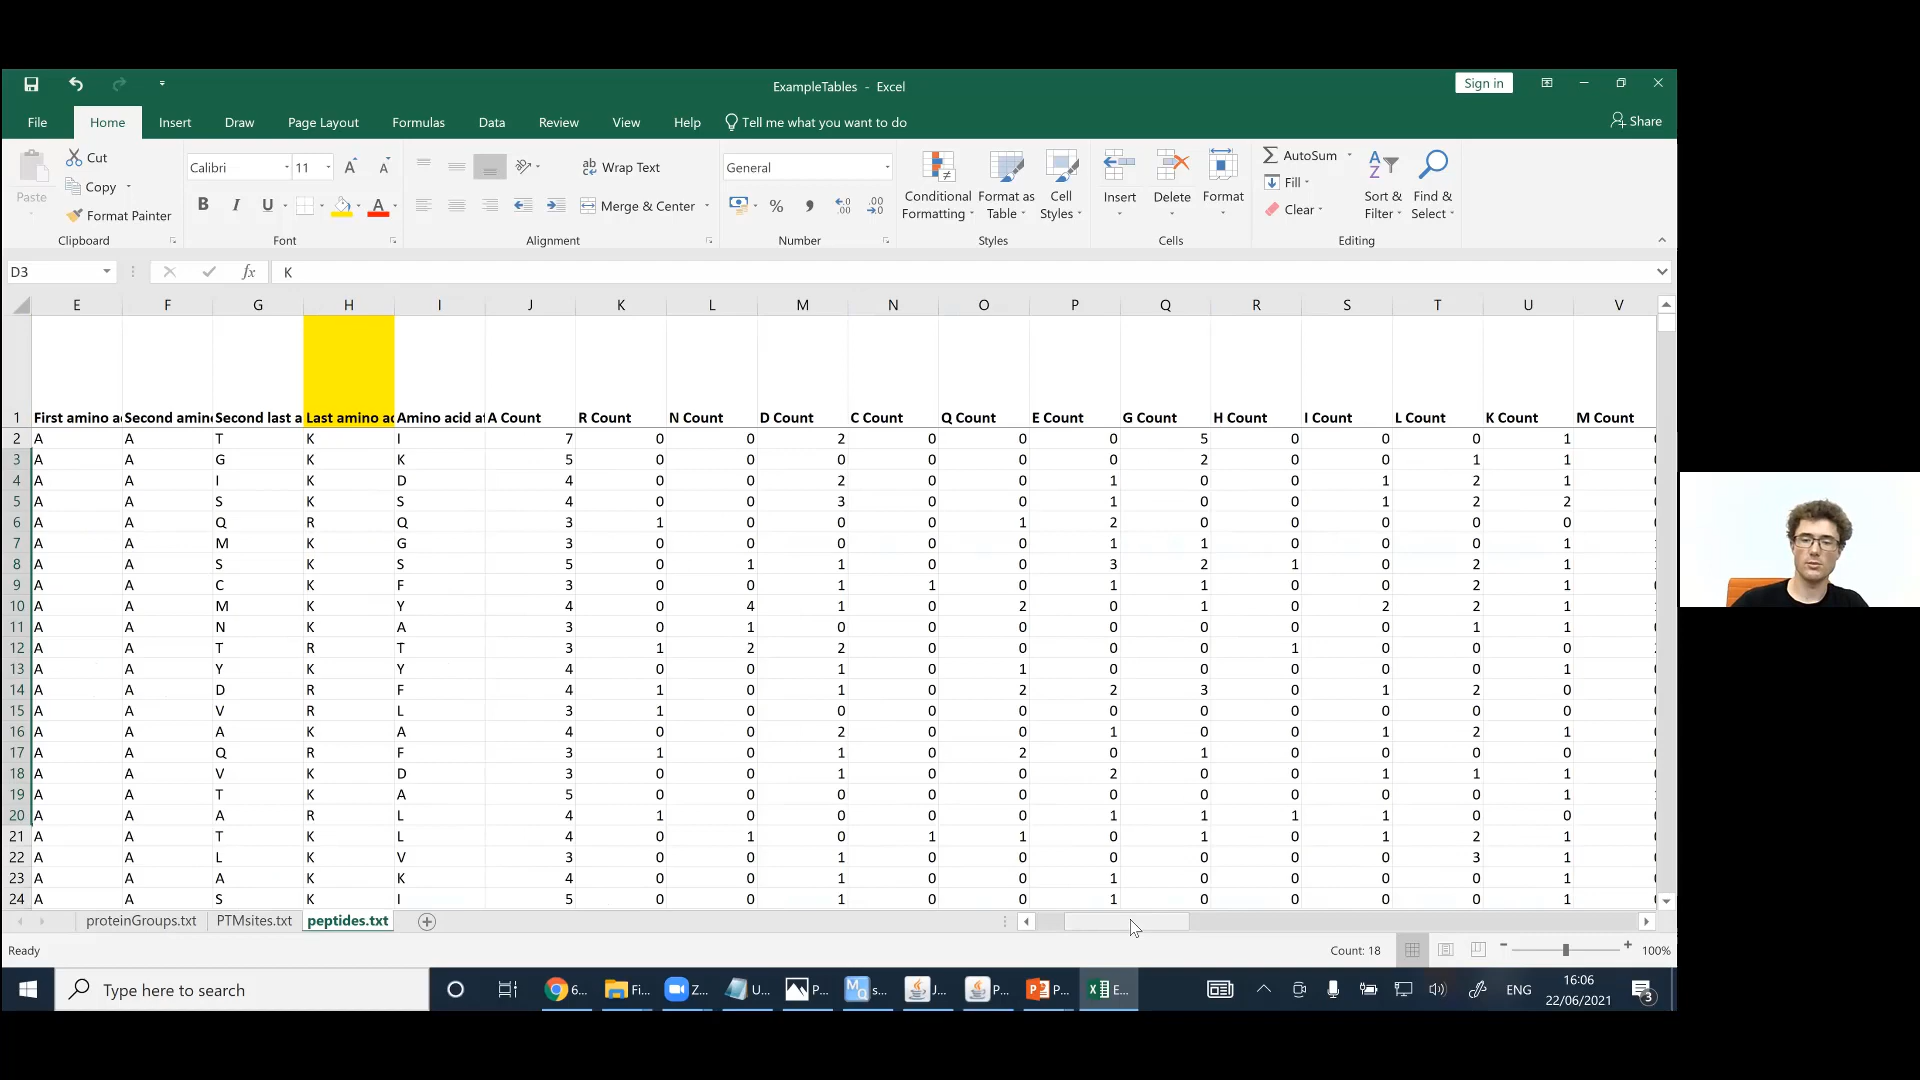 ExampleTables - Excel
Sign in
File Home Insert Draw Page Layout Formulas Data Review View Help Tell me what you want to do Share
Paste Cut Copy Format Painter Clipboard
Calibri 11 A A B I U A Font
ab Wrap Text Merge & Center Alignment
General % , Number
Conditional Formatting Format as Table Cell Styles Styles
Insert Delete Format Cells
AutoSum Fill Clear Sort & Filter Find & Select Editing
D3 fx K
E F G H I J K L M N O P Q R S T U V
1 First amino a Second amin Second last a Last amino a Amino acid a A Count R Count N Count D Count C Count Q Count E Count G Count H Count I Count L Count K Count M Count
2 A A T K I 7 0 0 2 0 0 0 5 0 0 0 1
3 A A G K K 5 0 0 0 0 0 0 2 0 0 1 1
4 A A I K D 4 0 0 2 0 0 1 0 0 1 2 1
5 A A S K S 4 0 0 3 0 0 1 0 0 1 2 2
6 A A Q R Q 3 1 0 0 0 1 2 0 0 0 0 0
7 A A M K G 3 0 0 0 0 0 1 1 0 0 0 1
8 A A S K S 5 0 1 1 0 0 3 2 1 0 2 1
9 A A C K F 3 0 0 1 1 0 1 1 0 0 2 1
10 A A M K Y 4 0 4 1 0 2 0 1 0 2 2 1
11 A A N K A 3 0 1 0 0 0 0 0 0 0 1 1
12 A A T R T 3 1 2 2 0 0 0 0 1 0 0 0
13 A A Y K Y 4 0 0 1 0 1 0 0 0 0 0 1
14 A A D R F 4 1 0 1 0 2 2 3 0 1 2 0
15 A A V R L 3 1 0 0 0 0 0 0 0 0 0 0
16 A A A K A 4 0 0 2 0 0 1 0 0 1 2 1
17 A A Q R F 3 1 0 1 0 2 0 1 0 0 0 0
18 A A V K D 3 0 0 1 0 0 2 0 0 1 1 1
19 A A T K A 5 0 0 0 0 0 0 0 0 0 0 1
20 A A A R L 4 1 0 0 0 0 1 1 1 1 0 0
21 A A T K L 4 0 1 0 1 1 0 1 0 1 2 1
22 A A L K V 3 0 0 1 0 0 0 0 0 0 3 1
23 A A A K K 4 0 0 1 0 0 1 0 0 0 0 1
24 A A S K I 5 0 0 1 0 0 1 0 0 0 0 1
proteinGroups.txt PTMsites.txt peptides.txt
Ready Count: 18 100%
Type here to search 6... Fi... Z... U... P... MQ s... J... P... P... E... ENG 16:06 3
22/06/2021